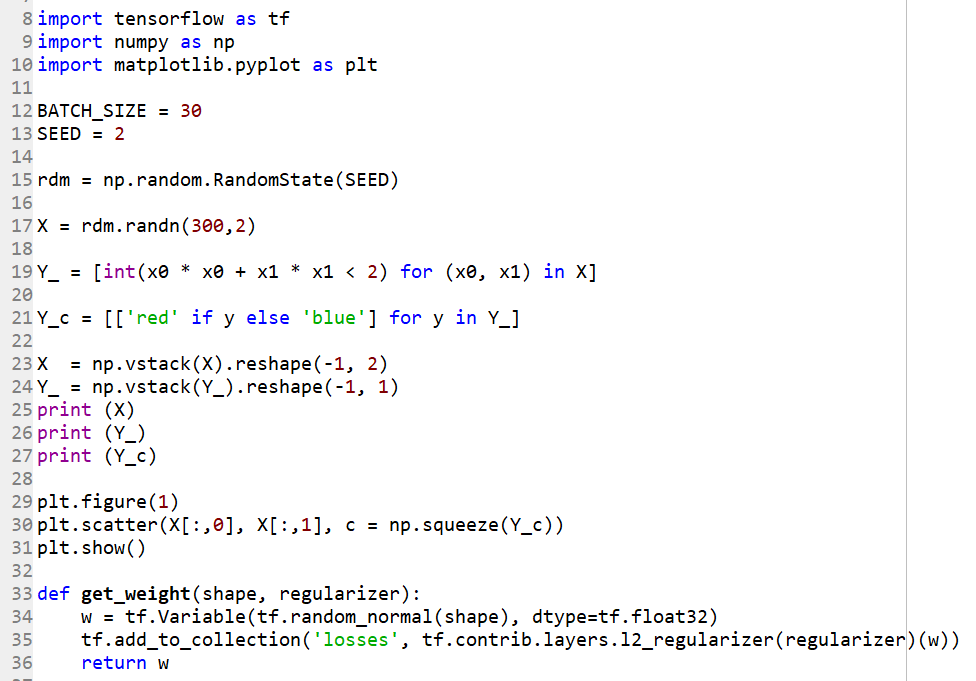 8 import tensorflow as tf
9 import numpy as np
10 import matplotlib.pyplot as plt
11
12 BATCH_SIZE = 30
13 SEED = 2
14
15 rdm = np.random.RandomState(SEED)
16
17 X = rdm.randn(300,2)
18
19 Y_ = [int(x0 * x0 + x1 * x1 < 2) for (x0, x1) in X]
20
21 Y_c = [['red' if y else 'blue'] for y in Y_]
22
23 X  = np.vstack(X).reshape(-1, 2)
24 Y_ = np.vstack(Y_).reshape(-1, 1)
25 print (X)
26 print (Y_)
27 print (Y_c)
28
29 plt.figure(1)
30 plt.scatter(X[:,0], X[:,1], c = np.squeeze(Y_c))
31 plt.show()
32
33 def get_weight(shape, regularizer):
34     w = tf.Variable(tf.random_normal(shape), dtype=tf.float32)
35     tf.add_to_collection('losses', tf.contrib.layers.l2_regularizer(regularizer)(w))
36     return w